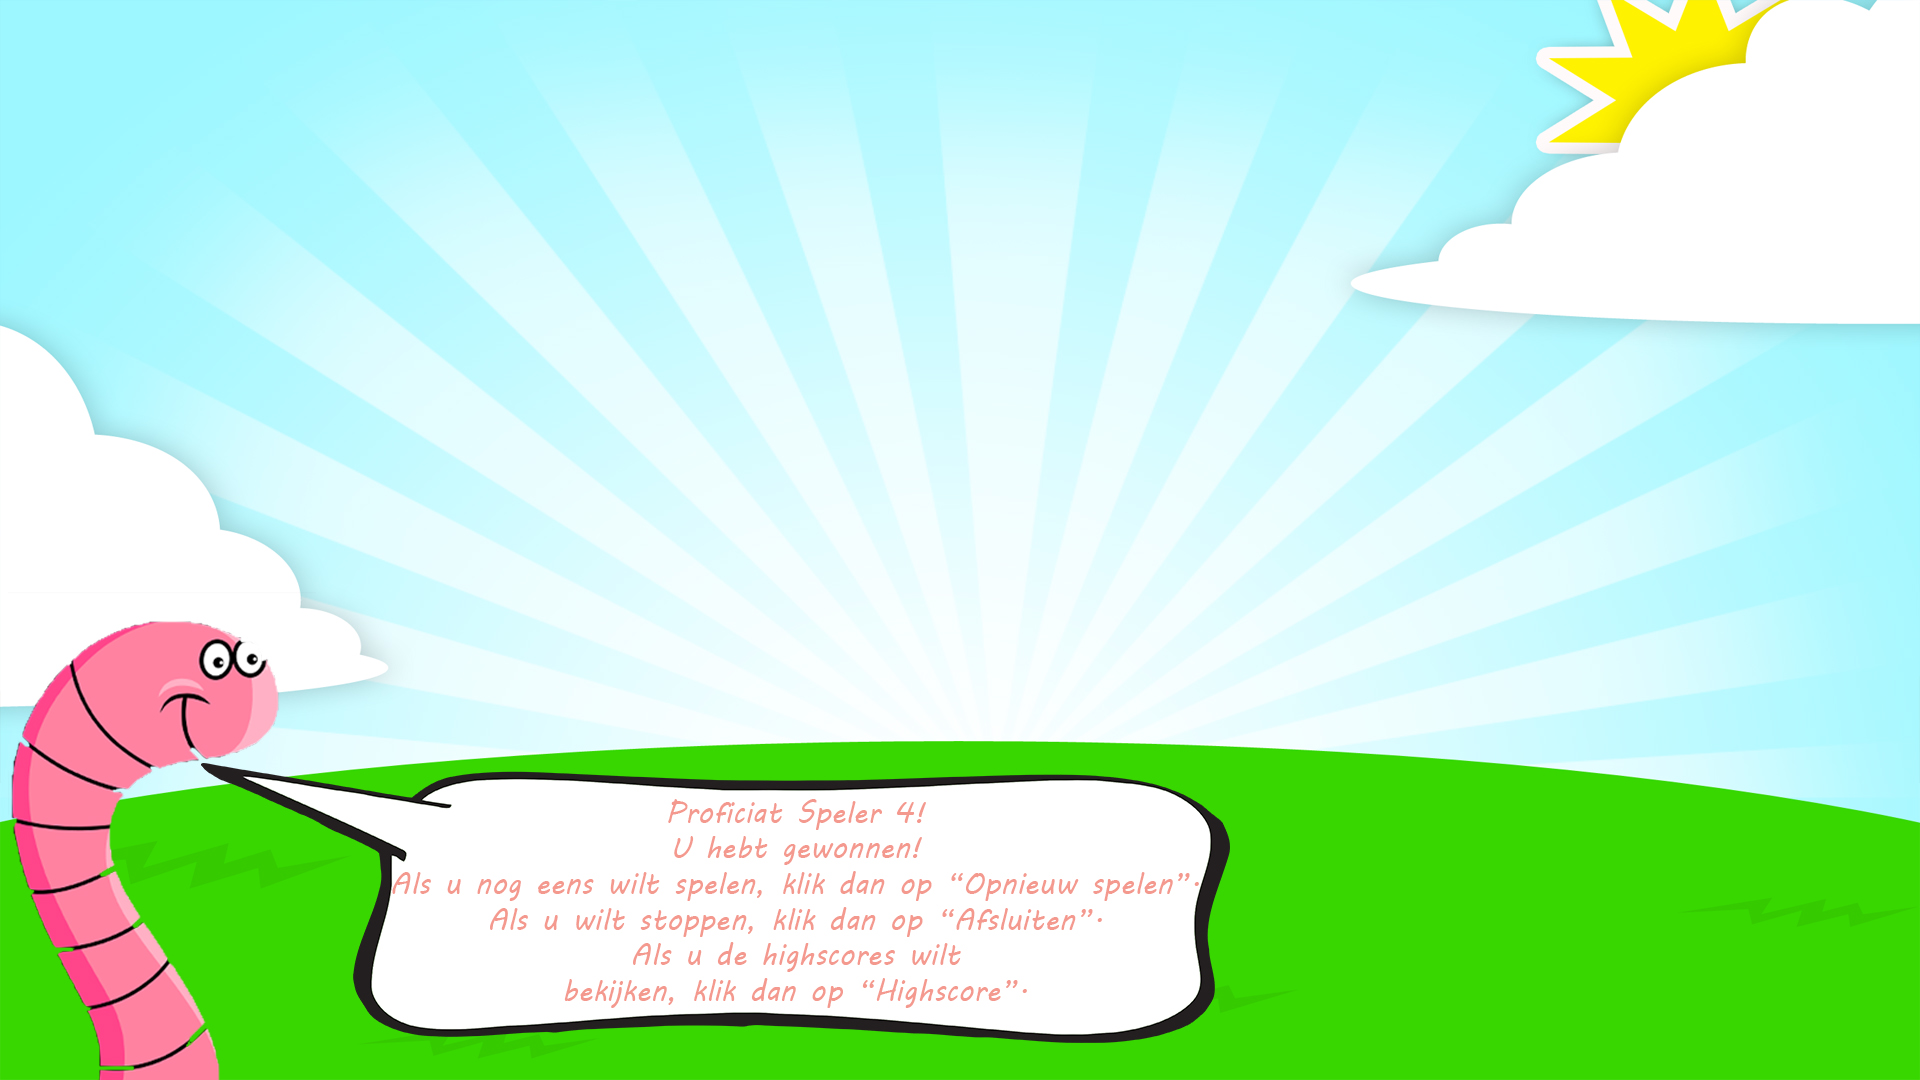 Proficiat Speler 4!
U hebt gewonnen!
Als u nog eens wilt spelen, klik dan op “Opnieuw spelen”.
Als u wilt stoppen, klik dan op “Afsluiten”.
Als u de highscores wilt
bekijken, klik dan op “Highscore”.